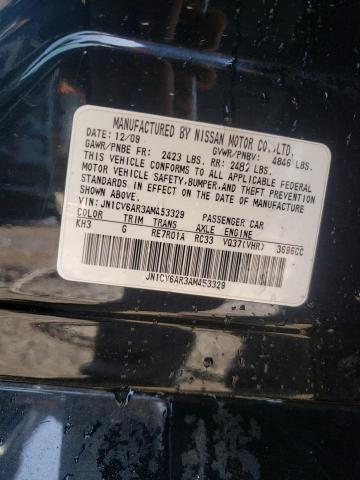 MANUFACTURED BY NISSAN MOTOR CO.,LTD.
DATE: 12/09 GVWR/PNBV: 4846 LBS.
GAWR/PNBE FR: 2423 LBS. RR: 2482 LBS.
THIS VEHICLE CONFORMS TO ALL APPLICABLE FEDERAL
MOTOR VEHICLE SAFETY,BUMPER,AND THEFT PREVENTION
STANDARDS IN EFFECT ON THE DATE OF MANUFACTURE
SHOWN ABOVE.
VIN: JN1CV6AR3AM453329 PASSENGER CAR
COLOR TRIM TRANS AXLE ENGINE
KH3 G RE7R01A RC33 VQ37(VHR) 3696CC
JN1CV6AR3AM453329